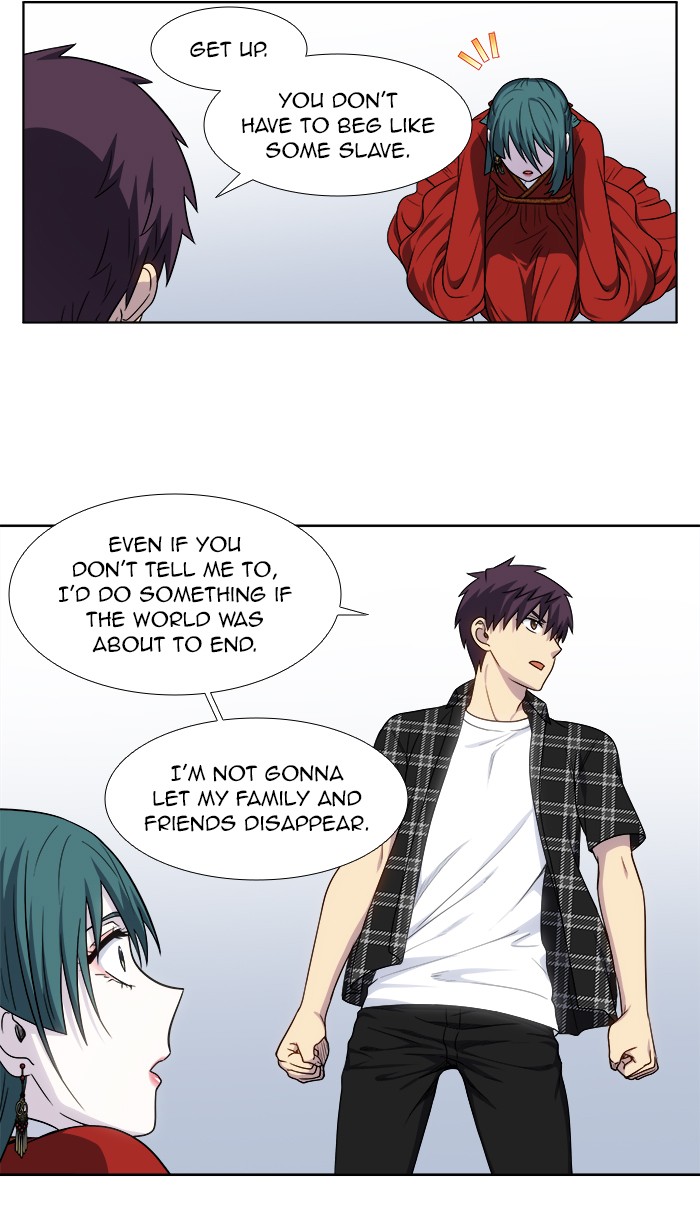 GET UP.
YOU DON'T
HAVE TO BEG LIKE
SOME SLAVE.
EVEN IF YOU
DON'T TELL ME TO,
I'D DO SOMETHING IF
THE WORLD WAS
ABOUT TO END.
I'M NOT GONNA
LET MY FAMILY AND
FRIENDS DISAPPEAR.